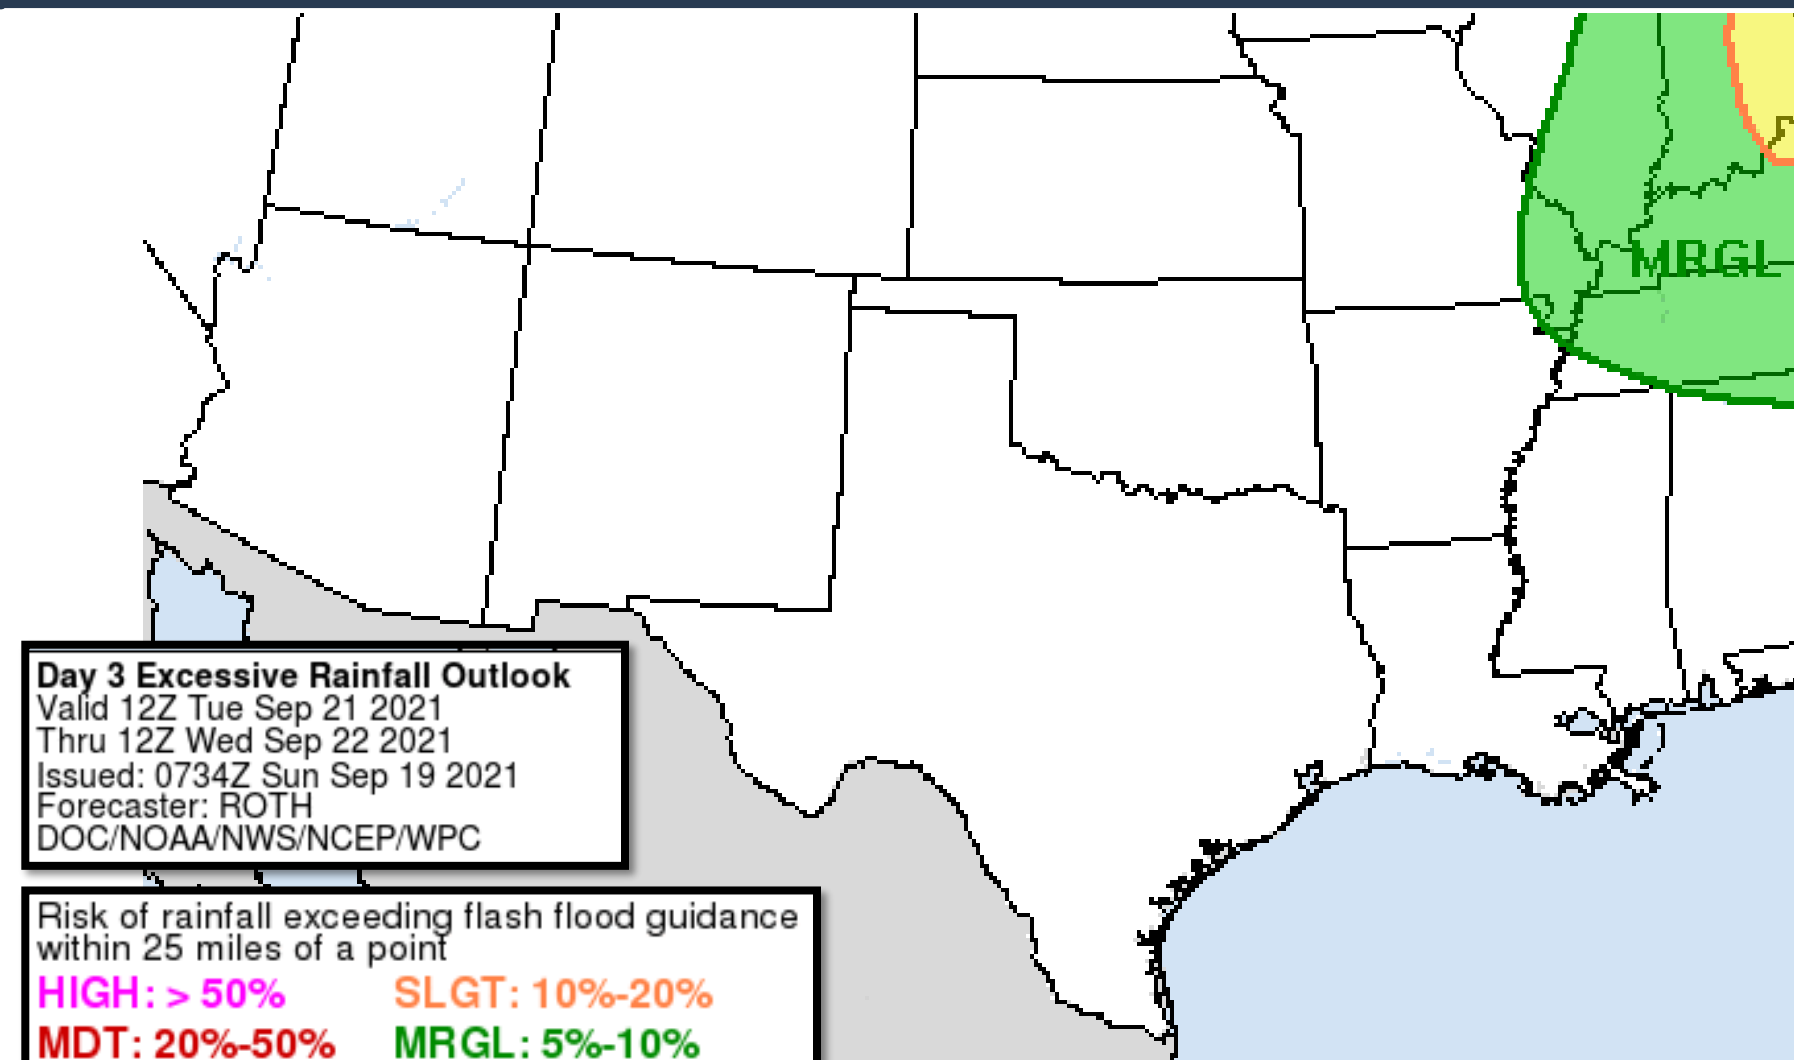 MRGL
Day 3 Excessive Rainfall Outlook
Valid 12Z Tue Sep 21 2021
Thru 12Z Wed Sep 22 2021
Issued: 0734Z Sun Sep 19 2021
Forecaster: ROTH
DOC/NOAA/NWS/NCEP/WPC
Risk of rainfall exceeding flash flood guidance
within 25 miles of a point
HIGH: > 50% SLGT: 10%-20%
MDT: 20%-50% MRGL: 5%-10%